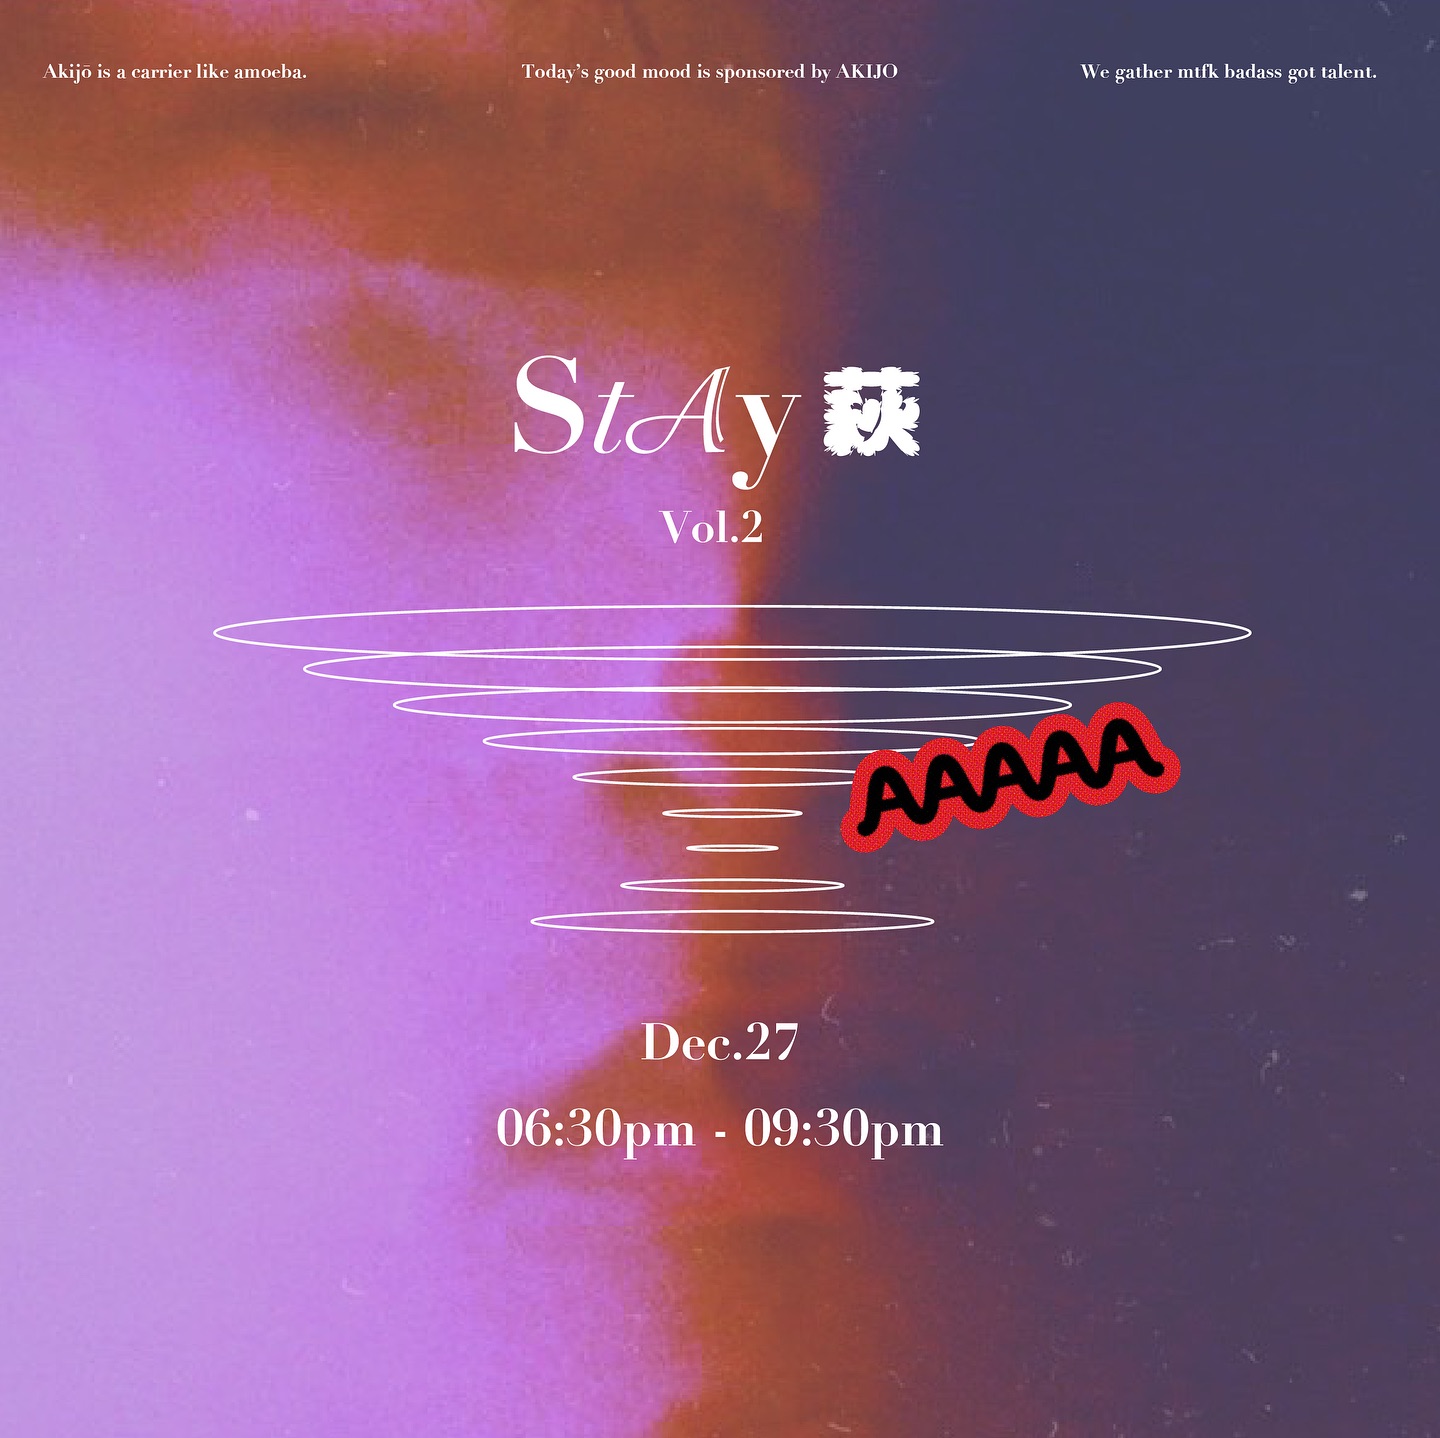 Akijō is a carrier like amoeba.
Today's good mood is sponsored by AKIJO
We gather mtfk badass got talent.
StAy 萩
Vol.2
AAAAA
Dec.27
06:30pm - 09:30pm